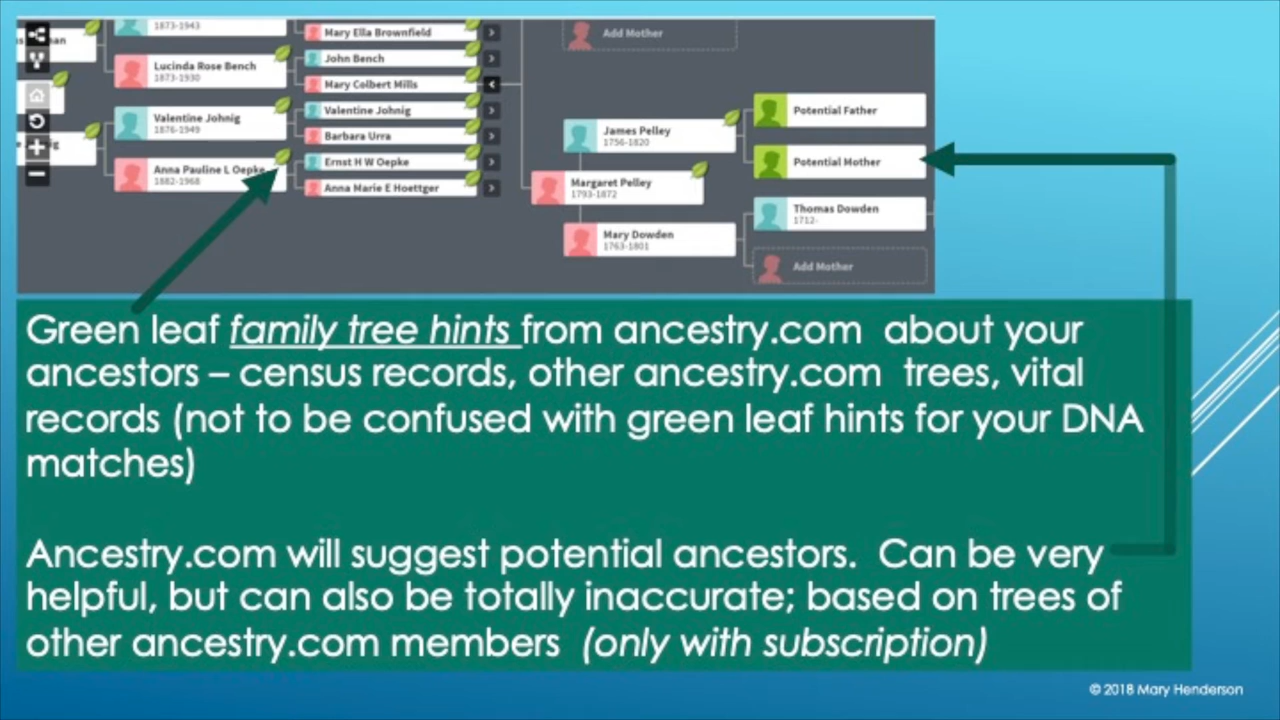 1873-1943
Lucinda Rose Bench
1873-1930
Valentine Johnig
1876-1949
Anna Pauline L Oepke
1882-1968
Mary Ella Brownfield
John Bench
Mary Colbert Mills
Valentine Johnig
Barbara Urra
Ernst H W Oepke
Anna Marie E Hoettger
Add Mother
James Pelley
1756-1820
Margaret Pelley
1793-1872
Mary Dowden
1763-1801
Potential Father
Potential Mother
Thomas Dowden
1712-
Add Mother
Green leaf family tree hints from ancestry.com about your
ancestors – census records, other ancestry.com trees, vital
records (not to be confused with green leaf hints for your DNA
matches)
Ancestry.com will suggest potential ancestors. Can be very
helpful, but can also be totally inaccurate; based on trees of
other ancestry.com members (only with subscription)
© 2018 Mary Henderson